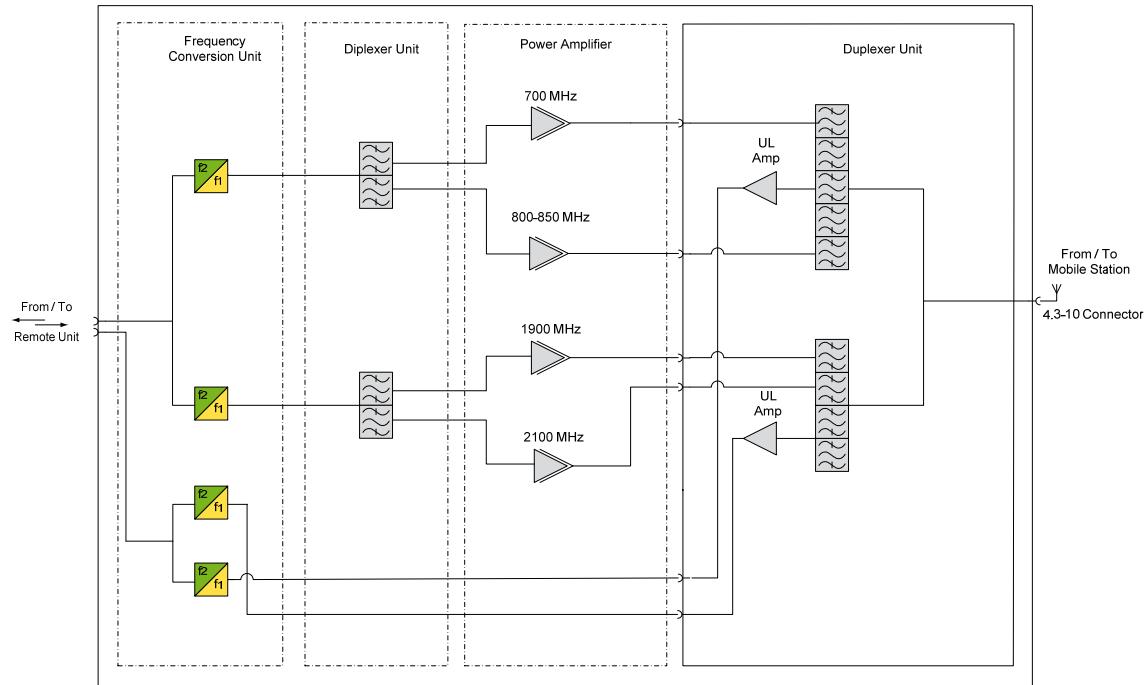 Frequency
Conversion Unit
Diplexer Unit
Power Amplifier
Duplexer Unit
700 MHz
UL
Amp
f2
f1
800-850 MHz
From / To
Mobile Station
4.3-10 Connector
From / To
Remote Unit
1900 MHz
f2
f1
UL
Amp
2100 MHz
f2
f1
f2
f1